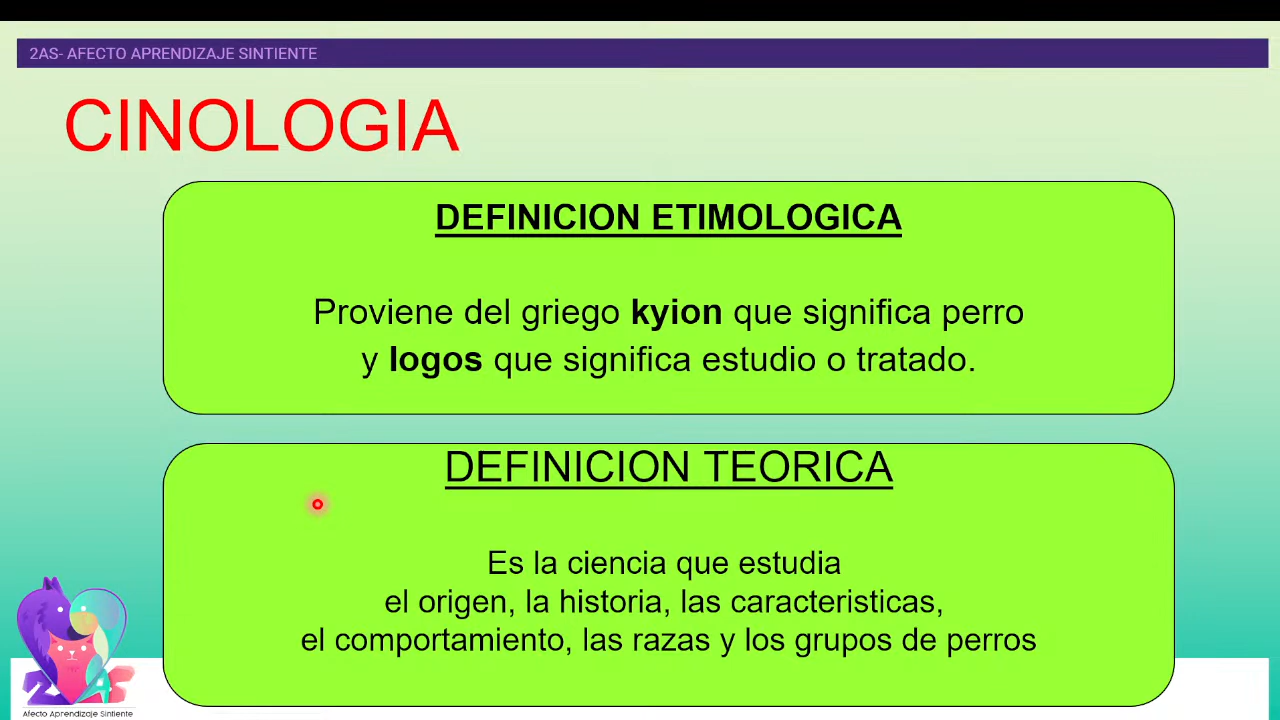 2AS- AFECTO APRENDIZAJE SINTIENTE
CINOLOGIA
DEFINICION ETIMOLOGICA
Proviene del griego kyion que significa perro
y logos que significa estudio o tratado.
DEFINICION TEORICA
Es la ciencia que estudia
el origen, la historia, las caracteristicas,
el comportamiento, las razas y los grupos de perros
2AS
Afecto Aprendizaje Sintiente